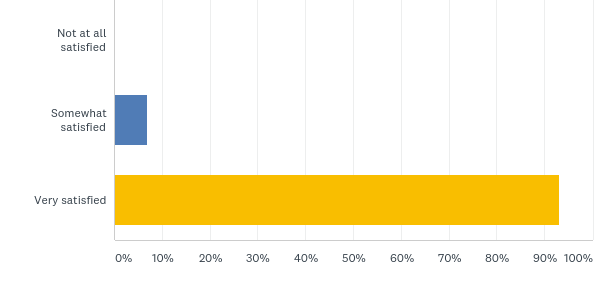 Not at all
satisfied
Somewhat
satisfied
Very satisfied
0% 10% 20% 30% 40% 50% 60% 70% 80% 90% 100%